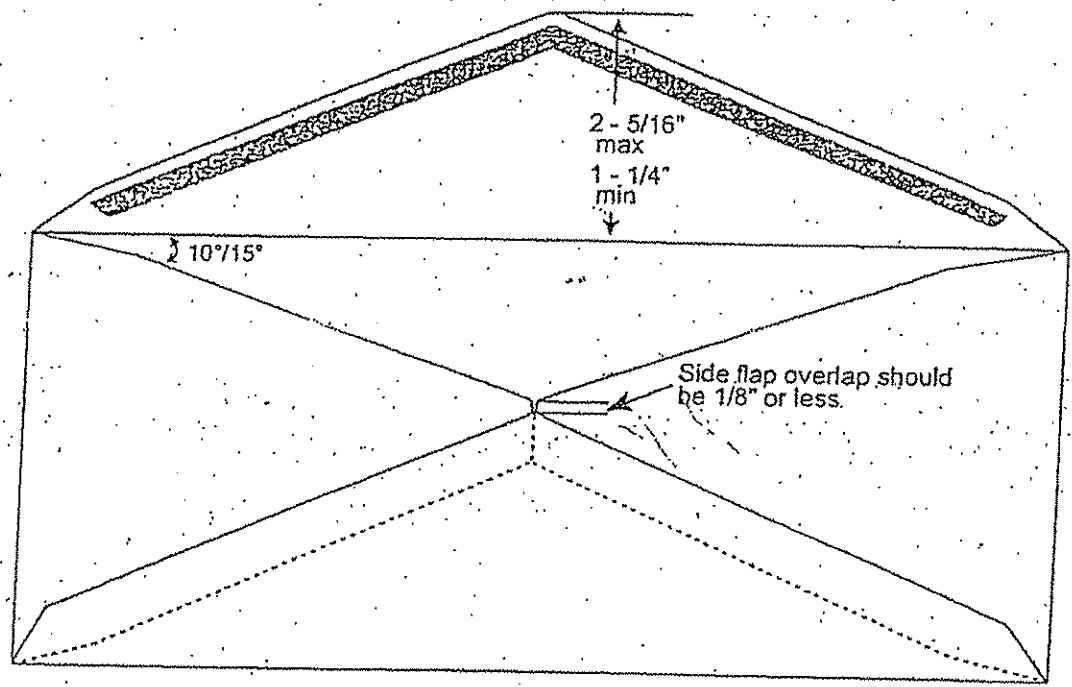 2 - 5/16"
max
1 - 1/4"
min
10°/15°
Side flap overlap should
be 1/8" or less.